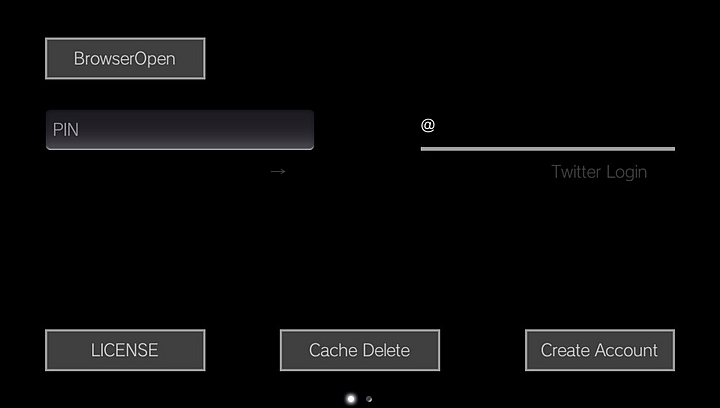 BrowserOpen
PIN
@
→
Twitter Login
LICENSE
Cache Delete
Create Account